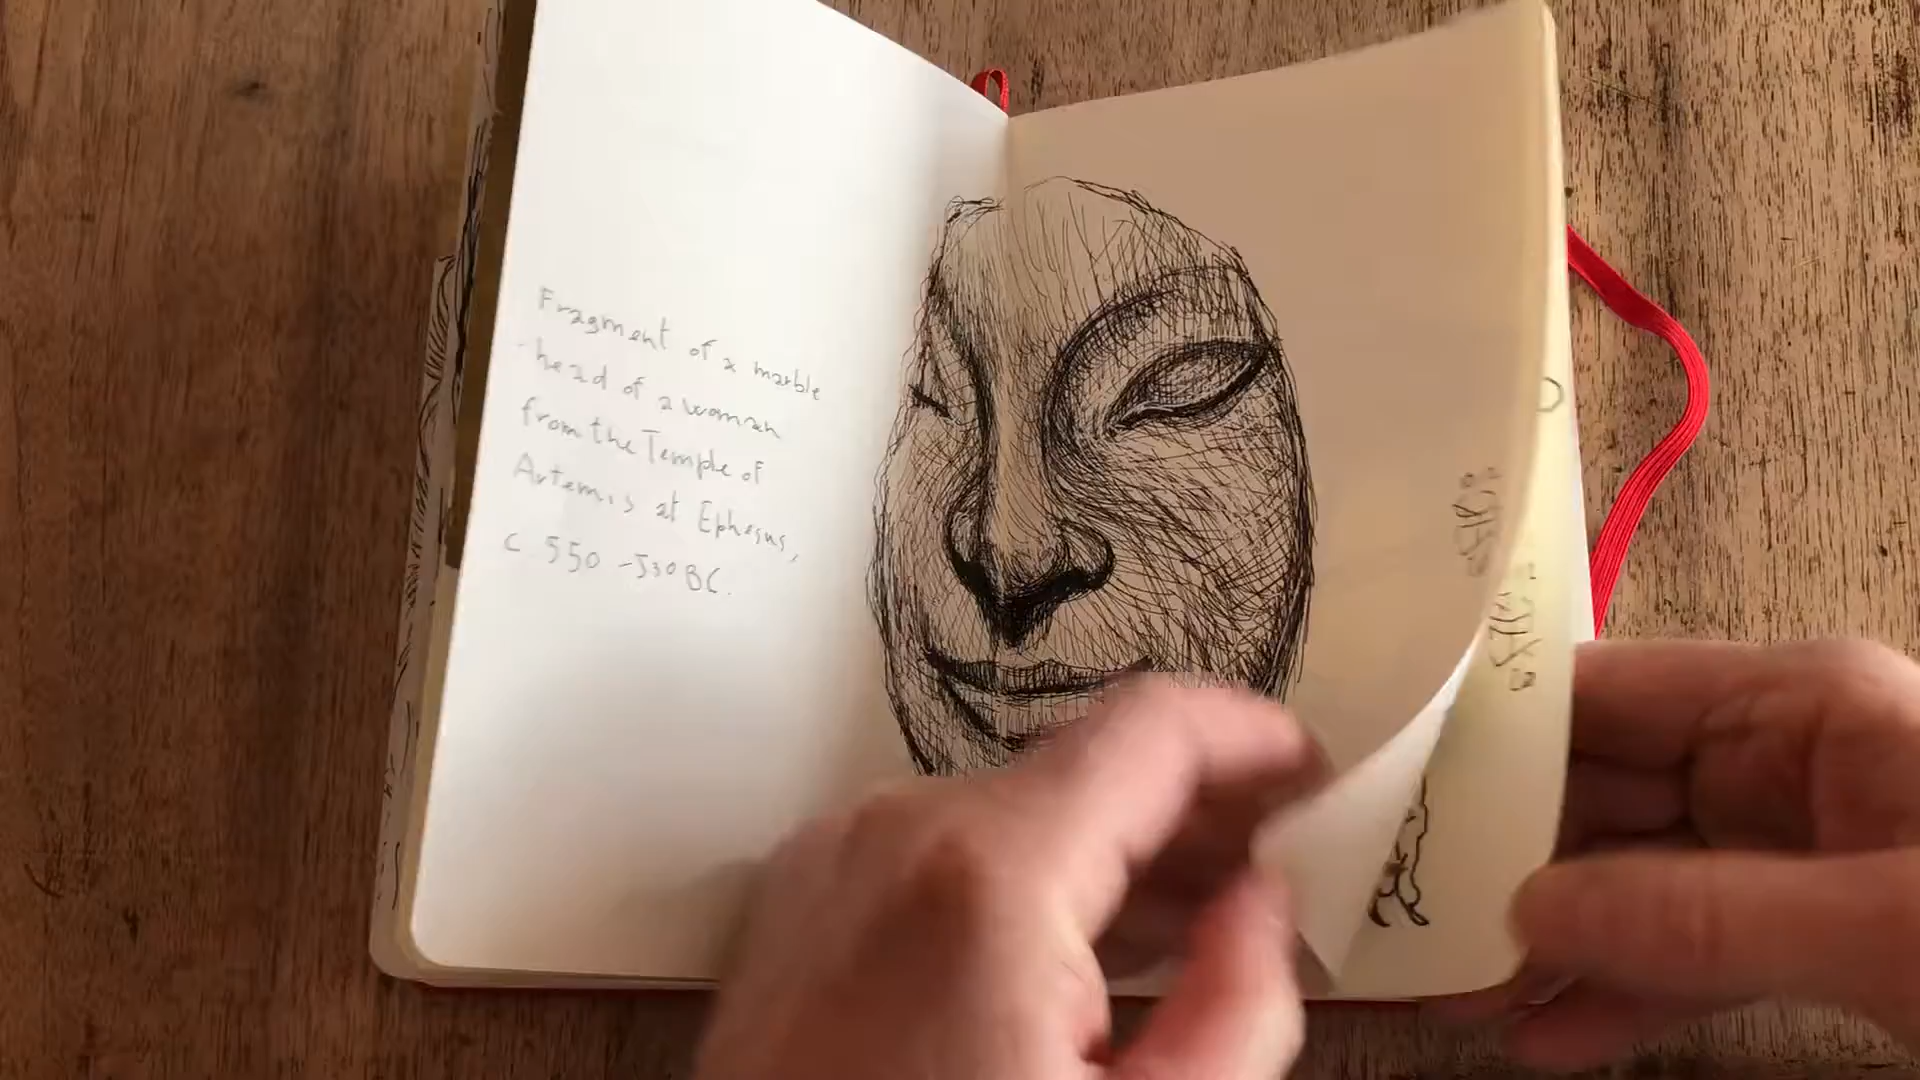 Fragment of a marble
head of a woman
from the Temple of
Artemis at Ephesus,
c. 550 - 530 BC.